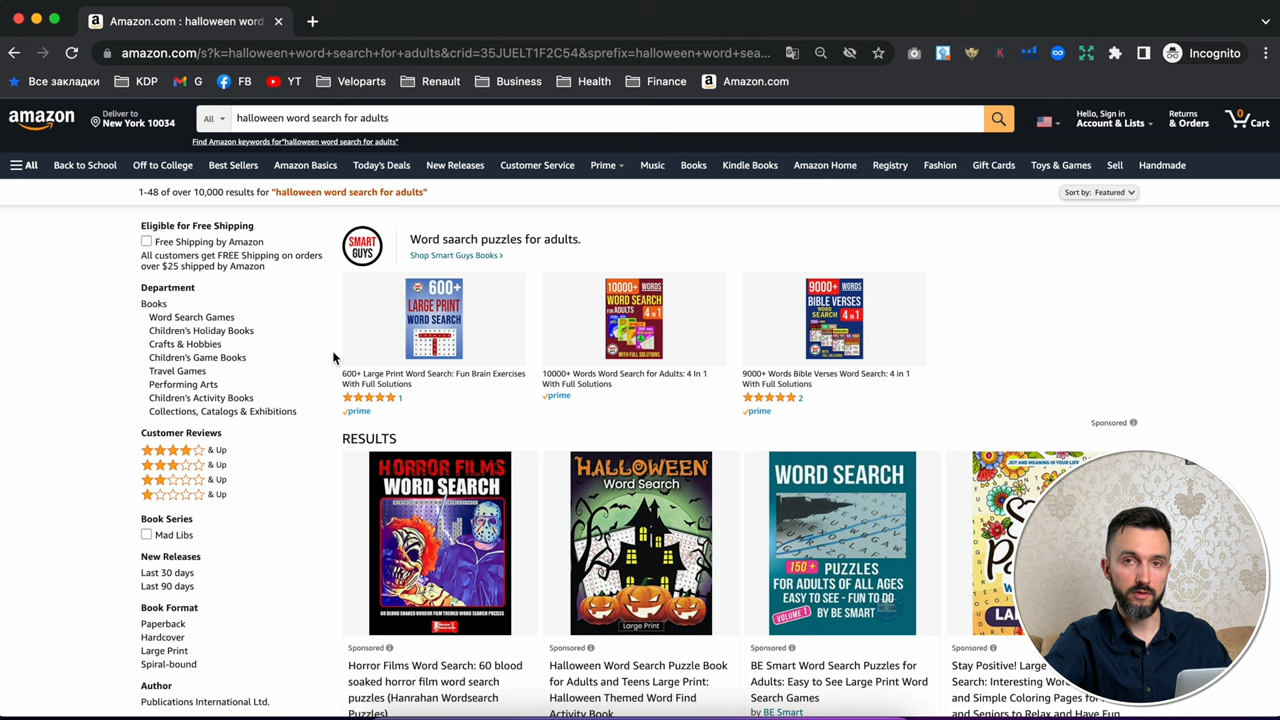 Amazon.com : halloween word
amazon.com/s?k=halloween+word+search+for+adults&crid=35JUELT1F2C54&sprefix=halloween+word+sea...
Incognito
Все закладки
KDP
G
FB
YT
Veloparts
Renault
Business
Health
Finance
Amazon.com
amazon
Deliver to
New York 10034
All
halloween word search for adults
Find Amazon keywords for"halloween word search for adults"
Hello, Sign in
Account & Lists
Returns
& Orders
0
Cart
All
Back to School
Off to College
Best Sellers
Amazon Basics
Today's Deals
New Releases
Customer Service
Prime
Music
Books
Kindle Books
Amazon Home
Registry
Fashion
Gift Cards
Toys & Games
Sell
Handmade
1-48 of over 10,000 results for "halloween word search for adults"
Sort by: Featured
Eligible for Free Shipping
Free Shipping by Amazon
All customers get FREE Shipping on orders
over $25 shipped by Amazon
Department
Books
Word Search Games
Children's Holiday Books
Crafts & Hobbies
Children's Game Books
Travel Games
Performing Arts
Children's Activity Books
Collections, Catalogs & Exhibitions
Customer Reviews
& Up
& Up
& Up
& Up
Book Series
Mad Libs
New Releases
Last 30 days
Last 90 days
Book Format
Paperback
Hardcover
Large Print
Spiral-bound
Author
Publications International Ltd.
SMART
GUYS
Word saarch puzzles for adults.
Shop Smart Guys Books ›
600+
LARGE PRINT
WORD SEARCH
10000+ WORDS
WORD SEARCH
FOR ADULTS 4 IN 1
WITH FULL SOLUTIONS
9000+ WORDS
BIBLE VERSES
WORD SEARCH
4 in 1
WITH FULL SOLUTIONS
600+ Large Print Word Search: Fun Brain Exercises
With Full Solutions
1
prime
10000+ Words Word Search for Adults: 4 In 1
With Full Solutions
prime
9000+ Words Bible Verses Word Search: 4 in 1
With Full Solutions
2
prime
Sponsored
RESULTS
HORROR FILMS
WORD SEARCH
60 BLOOD SOAKED HORROR FILM THEMED WORD SEARCH PUZZLES
HALLOWEEN
Word Search
Large Print
WORD SEARCH
150+ PUZZLES
FOR ADULTS OF ALL AGES
EASY TO SEE - FUN TO DO
VOLUME 1 BY BE SMART
JOY AND MEANING IN YOUR LIFE
Sponsored
Horror Films Word Search: 60 blood
soaked horror film word search
puzzles (Hanrahan Wordsearch
Puzzles)
Sponsored
Halloween Word Search Puzzle Book
for Adults and Teens Large Print:
Halloween Themed Word Find
Activity Book
Sponsored
BE Smart Word Search Puzzles for
Adults: Easy to See Large Print Word
Search Games
by BE Smart
Sponsored
Stay Positive! Large
Search: Interesting Wor
and Simple Coloring Pages for
and Seniors to Relax and Have Fun